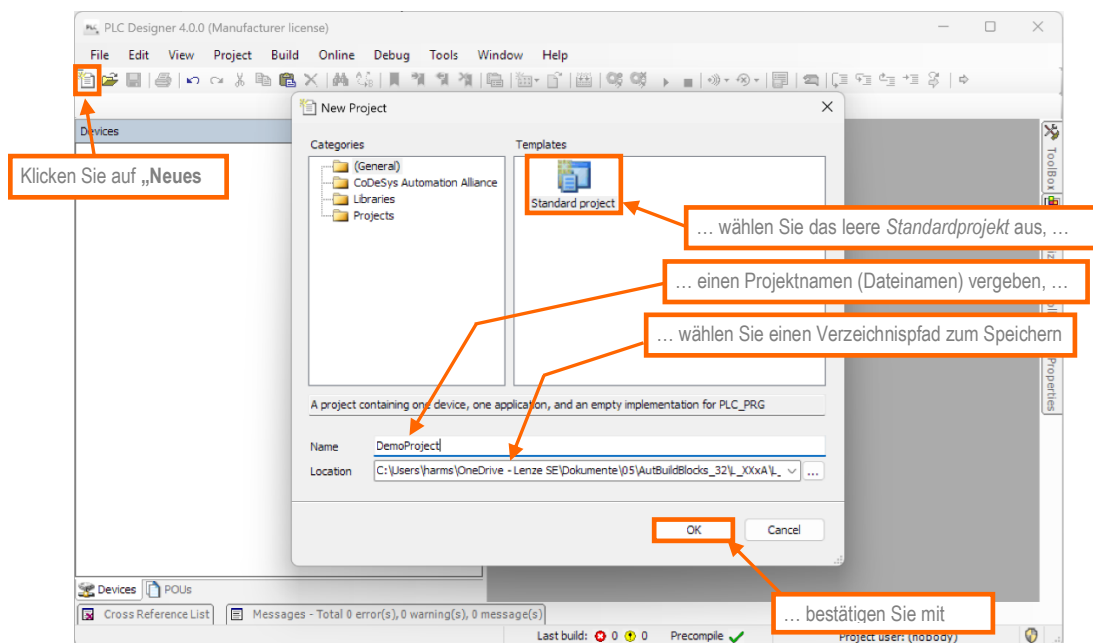 PLC Designer 4.0.0 (Manufacturer license)
File Edit View Project Build Online Debug Tools Window Help
New Project
Devices
Categories
Templates
(General)
CoDeSys Automation Alliance
Libraries
Projects
Standard project
ToolBox
Klicken Sie auf „Neues
… wählen Sie das leere Standardprojekt aus, …
… einen Projektnamen (Dateinamen) vergeben, …
… wählen Sie einen Verzeichnispfad zum Speichern
Properties
A project containing one device, one application, and an empty implementation for PLC_PRG
Name DemoProject
Location C:\Users\harms\OneDrive - Lenze SE\Dokumente\05\AutBuildBlocks_32\L_XXxA\L_ ...
OK Cancel
Devices POUs
… bestätigen Sie mit
Cross Reference List Messages - Total 0 error(s), 0 warning(s), 0 message(s)
Last build: 0 0 Precompile Project user: (nobody)